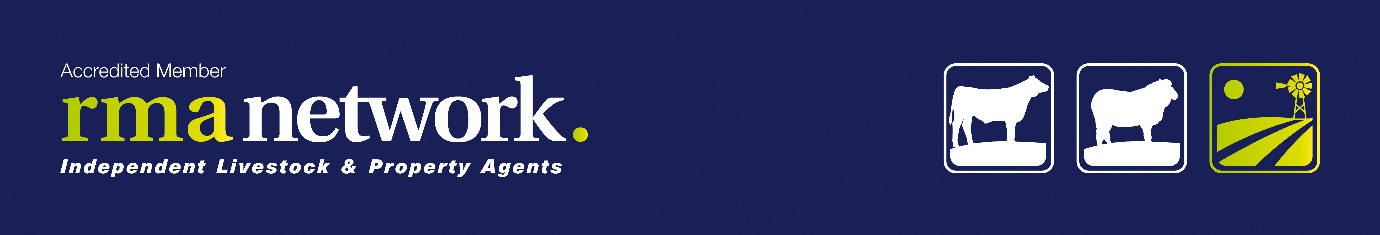 Accredited Member
rma network.
Independent Livestock & Property Agents